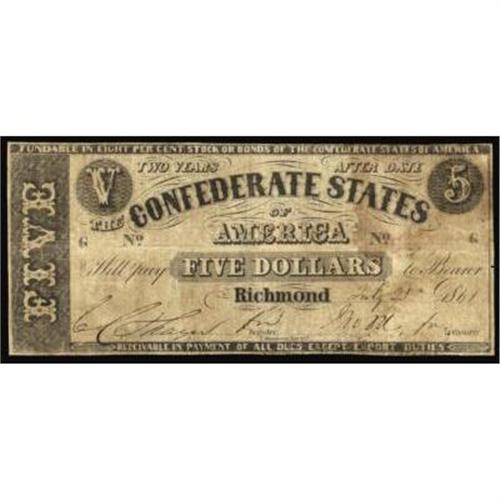 FUNDABLE IN EIGHT PER CENT STOCK OR BONDS OF THE CONFEDERATE STATES OF AMERICA
FIVE
V TWO YEARS AFTER DATE 5
THE CONFEDERATE STATES
OF
AMERICA
G No No G
Will pay FIVE DOLLARS to Bearer
Richmond July 25th 1861
Register Treasurer
RECEIVABLE IN PAYMENT OF ALL DUES EXCEPT EXPORT DUTIES